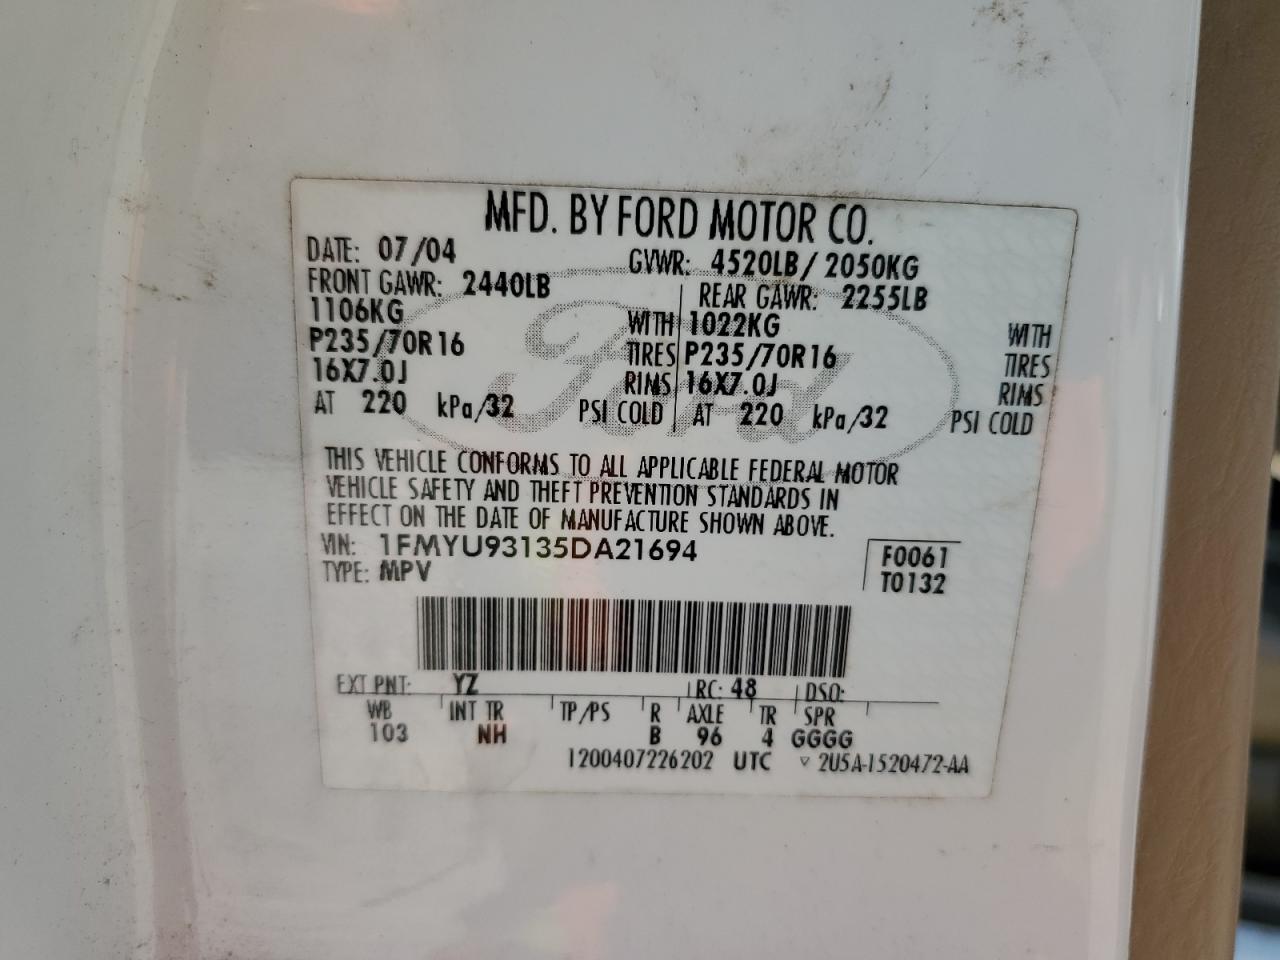 MFD. BY FORD MOTOR CO.
DATE: 07/04 GVWR: 4520LB/2050KG
FRONT GAWR: 2440LB REAR GAWR: 2255LB
1106KG WITH 1022KG WITH
P235/70R16 TIRES P235/70R16 TIRES
16X7.0J RIMS 16X7.0J RIMS
AT 220 kPa/32 PSI COLD AT 220 kPa/32 PSI COLD
Ford
THIS VEHICLE CONFORMS TO ALL APPLICABLE FEDERAL MOTOR
VEHICLE SAFETY AND THEFT PREVENTION STANDARDS IN
EFFECT ON THE DATE OF MANUFACTURE SHOWN ABOVE.
VIN: 1FMYU93135DA21694 F0061
TYPE: MPV T0132
EXT PNT: YZ RC: 48 DSO:
WB INT TR TP/PS R AXLE TR SPR
103 NH B 96 4 GGGG
1200407226202 UTC ▽ 2U5A-1520472-AA